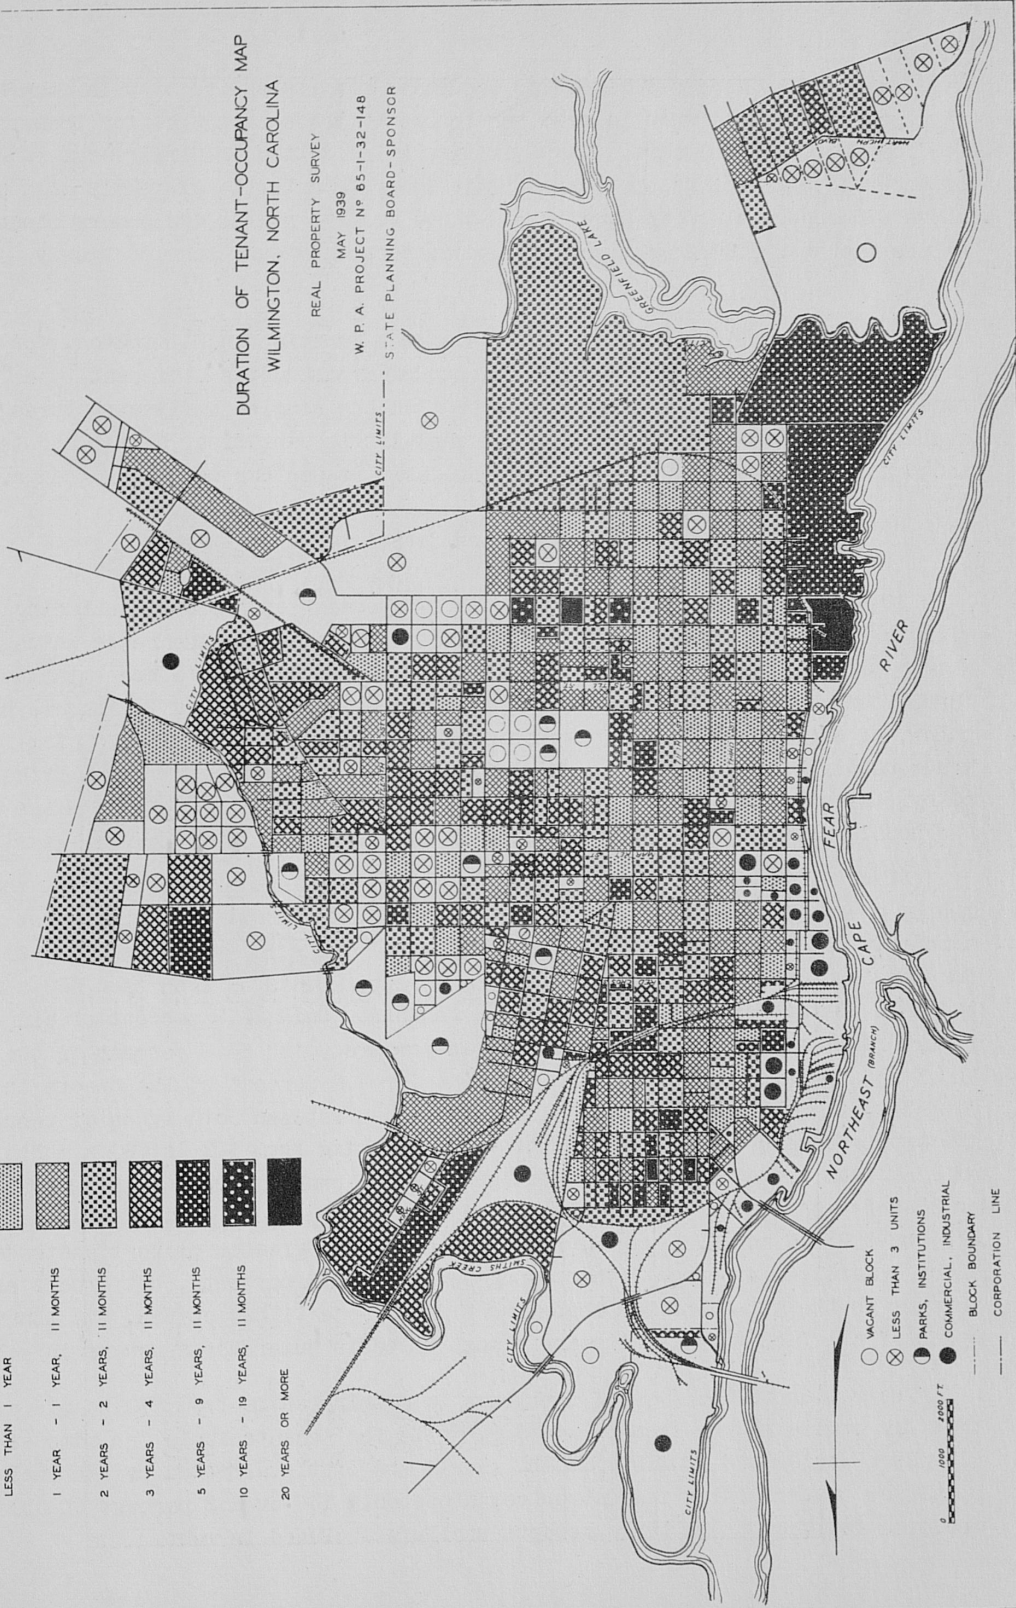 DURATION OF TENANT-OCCUPANCY MAP
WILMINGTON, NORTH CAROLINA
REAL PROPERTY SURVEY
MAY 1939
W. P. A. PROJECT Nº 65-1-32-148
STATE PLANNING BOARD - SPONSOR
LESS THAN 1 YEAR
1 YEAR - 1 YEAR, 11 MONTHS
2 YEARS - 2 YEARS, 11 MONTHS
3 YEARS - 4 YEARS, 11 MONTHS
5 YEARS - 9 YEARS, 11 MONTHS
10 YEARS - 19 YEARS, 11 MONTHS
20 YEARS OR MORE
CITY LIMITS
CITY LIMITS
CITY LIMITS
CITY LIMITS
CITY LIMITS
CITY LIMITS
GREENFIELD LAKE
SMITHS CREEK
CAPE FEAR RIVER
NORTHEAST (BRANCH)
VACANT BLOCK
LESS THAN 3 UNITS
PARKS, INSTITUTIONS
COMMERCIAL, INDUSTRIAL
BLOCK BOUNDARY
CORPORATION LINE
0 1000 2000 FT.